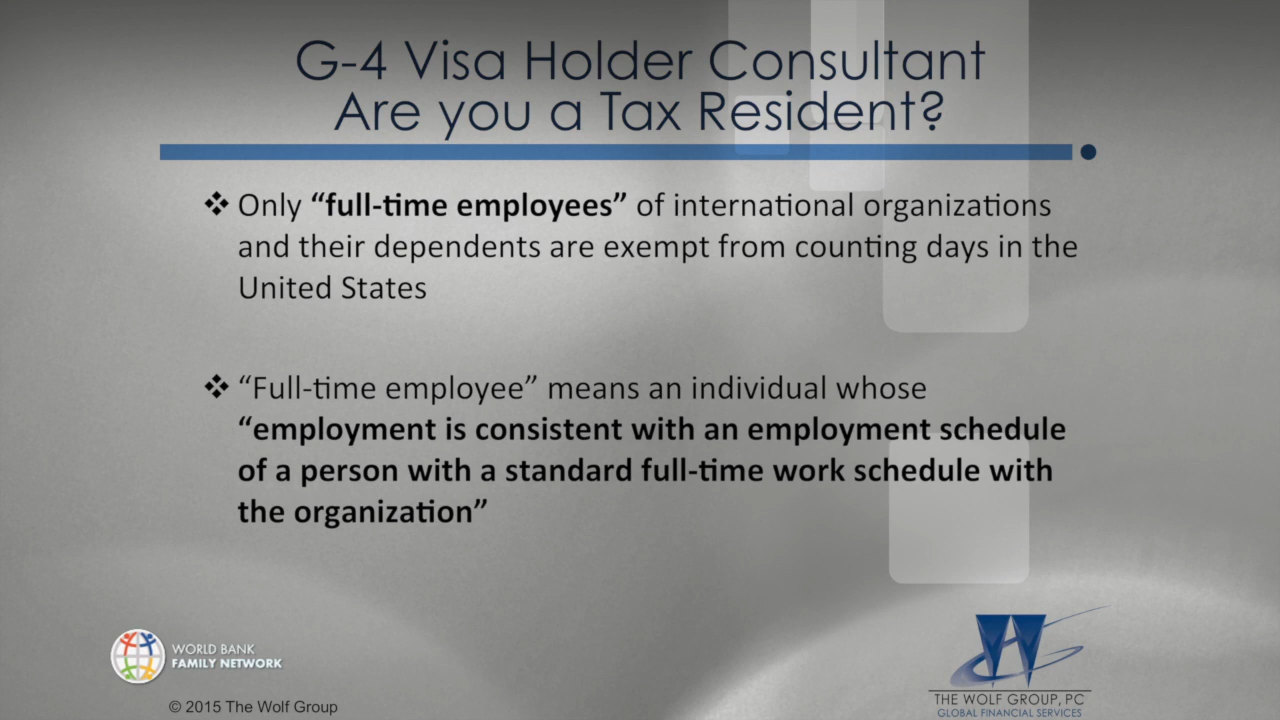 G-4 Visa Holder Consultant
Are you a Tax Resident?
❖ Only “full-time employees” of international organizations
and their dependents are exempt from counting days in the
United States
❖ “Full-time employee” means an individual whose
“employment is consistent with an employment schedule
of a person with a standard full-time work schedule with
the organization”
WORLD BANK
FAMILY NETWORK
© 2015 The Wolf Group
W
THE WOLF GROUP, PC
GLOBAL FINANCIAL SERVICES